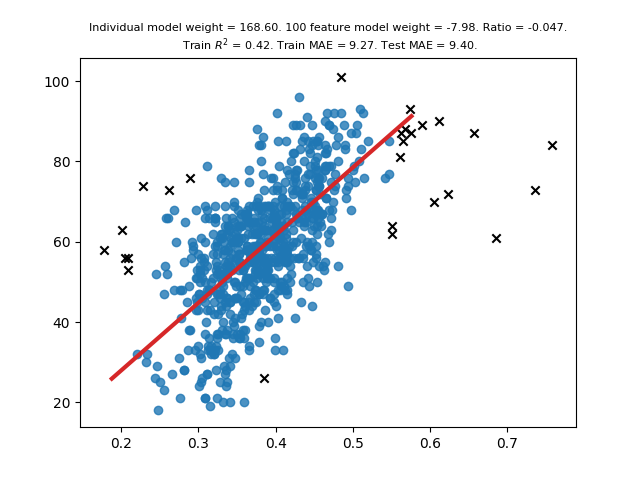 Individual model weight = 168.60. 100 feature model weight = -7.98. Ratio = -0.047.
Train R² = 0.42. Train MAE = 9.27. Test MAE = 9.40.
100
80
60
40
20
0.2 0.3 0.4 0.5 0.6 0.7